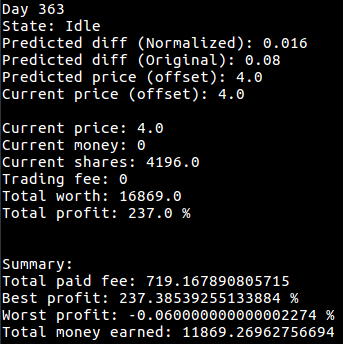 Day 363
State: Idle
Predicted diff (Normalized): 0.016
Predicted diff (Original): 0.08
Predicted price (offset): 4.0
Current price (offset): 4.0
Current price: 4.0
Current money: 0
Current shares: 4196.0
Trading fee: 0
Total worth: 16869.0
Total profit: 237.0 %
Summary:
Total paid fee: 719.167890805715
Best profit: 237.38539255133884 %
Worst profit: -0.060000000000002274 %
Total money earned: 11869.26962756694